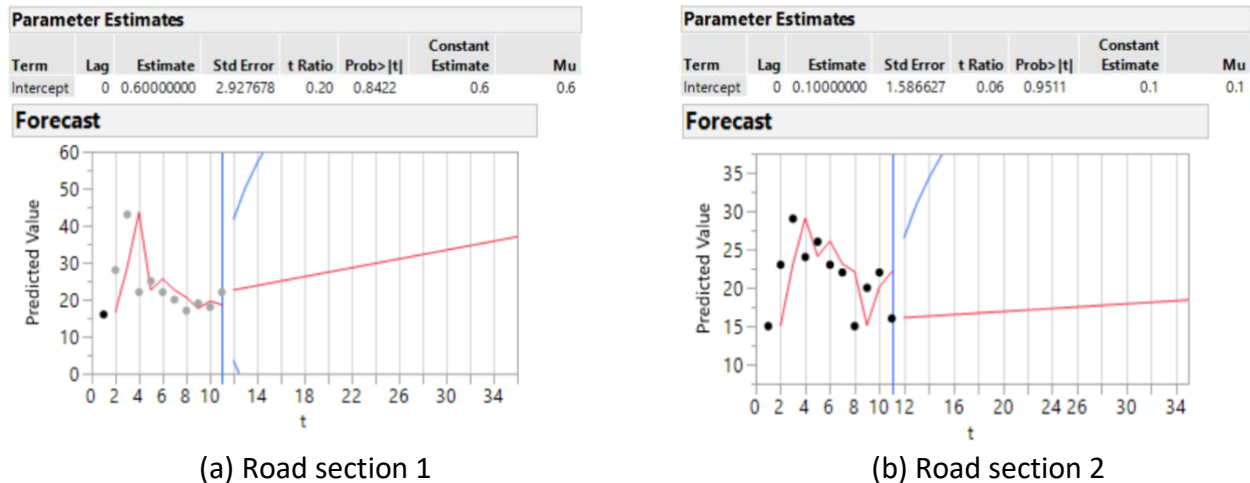 Parameter Estimates
Term Lag Estimate Std Error t Ratio Prob>|t| Constant Estimate Mu
Intercept 0 0.60000000 2.927678 0.20 0.8422 0.6 0.6
Forecast
60
50
40
30
20
10
0
Predicted Value
0 2 4 6 8 10 14 18 22 26 30 34
t
(a) Road section 1
Parameter Estimates
Term Lag Estimate Std Error t Ratio Prob>|t| Constant Estimate Mu
Intercept 0 0.10000000 1.586627 0.06 0.9511 0.1 0.1
Forecast
35
30
25
20
15
10
Predicted Value
0 2 4 6 8 10 12 16 20 24 26 30 34
t
(b) Road section 2